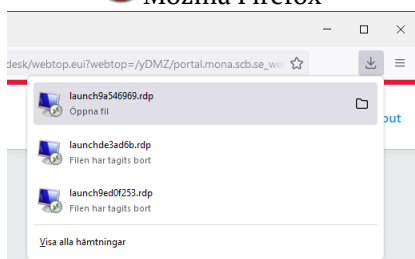 Mozilla Firefox
desk/webtop.eui?webtop=/yDMZ/portal.mona.scb.se_we
launch9a546969.rdp
Öppna fil
out
launchde3ad6b.rdp
Filen har tagits bort
launch9ed0f253.rdp
Filen har tagits bort
Visa alla hämtningar